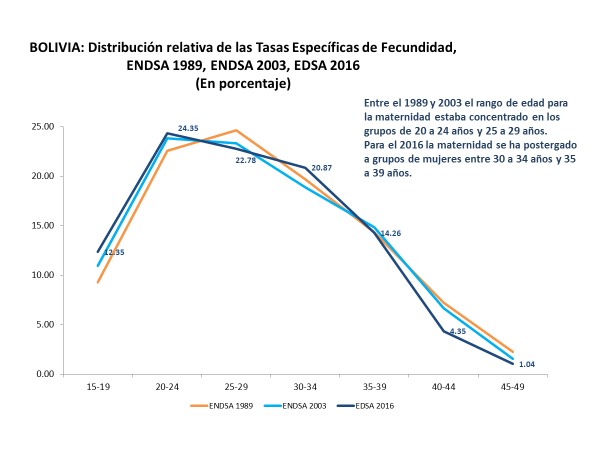 BOLIVIA: Distribución relativa de las Tasas Específicas de Fecundidad,
ENDSA 1989, ENDSA 2003, EDSA 2016
(En porcentaje)
Entre el 1989 y 2003 el rango de edad para
la maternidad estaba concentrado en los
grupos de 20 a 24 años y 25 a 29 años.
Para el 2016 la maternidad se ha postergado
a grupos de mujeres entre 30 a 34 años y 35
a 39 años.
25.00
20.00
15.00
10.00
5.00
0.00
12.35
24.35
22.78
20.87
14.26
4.35
1.04
15-19
20-24
25-29
30-34
35-39
40-44
45-49
ENDSA 1989
ENDSA 2003
EDSA 2016